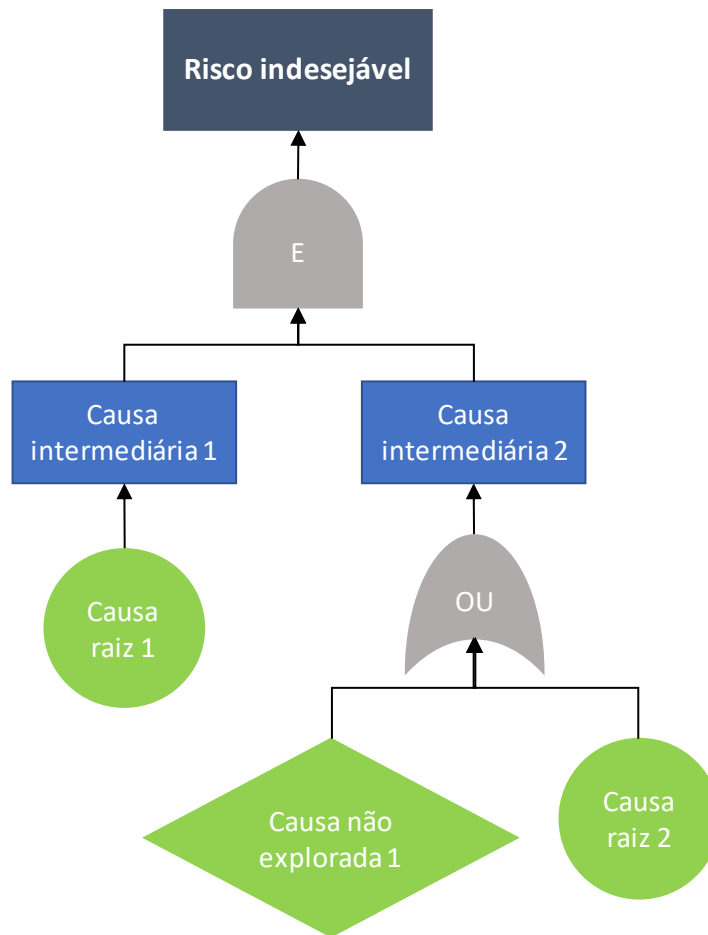 Risco indesejável
E
Causa
intermediária 1
Causa
intermediária 2
Causa
raiz 1
OU
Causa não
explorada 1
Causa
raiz 2